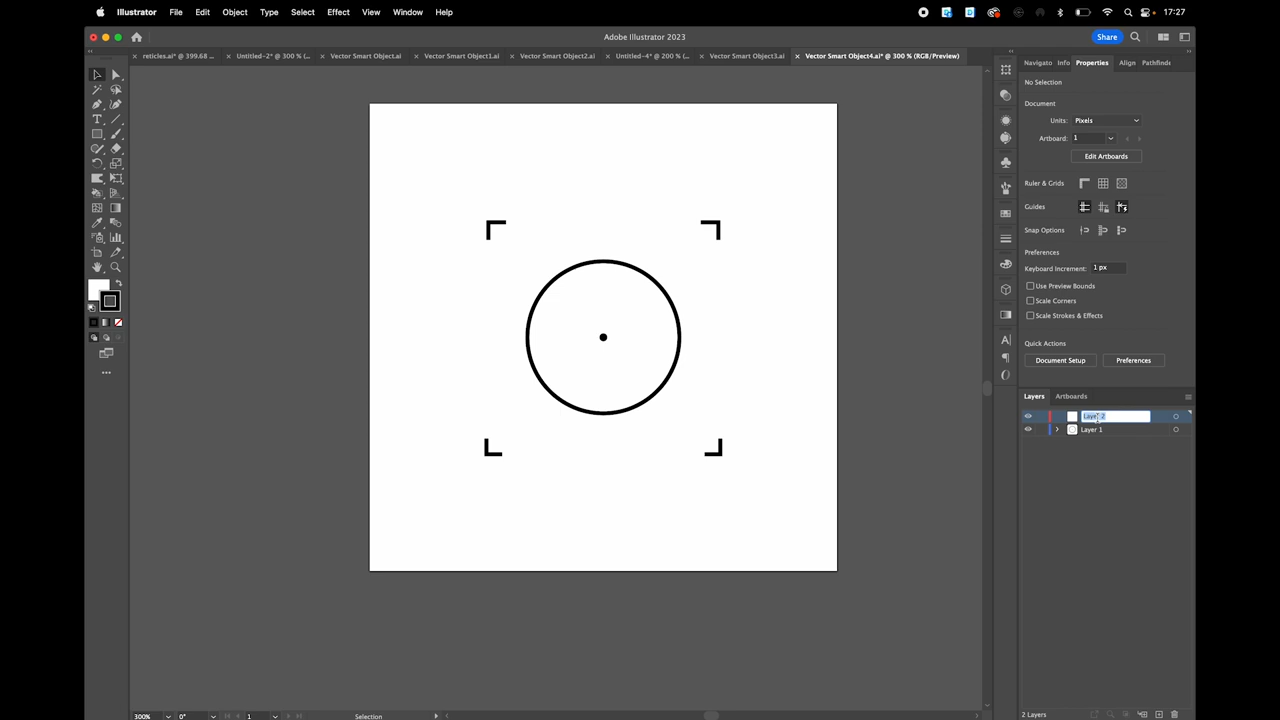 Illustrator File Edit Object Type Select Effect View Window Help 17:27
Adobe Illustrator 2023
Share
reticles.ai* @ 399.68 ...
Untitled-2* @ 300 % (...
Vector Smart Object.ai
Vector Smart Object1.ai
Vector Smart Object2.ai
Untitled-4* @ 200 % (...
Vector Smart Object3.ai
Vector Smart Object4.ai* @ 300 % (RGB/Preview)
Navigato Info Properties Align Pathfinde
No Selection
Document
Units: Pixels
Artboard: 1
Edit Artboards
Ruler & Grids
Guides
Snap Options
Preferences
Keyboard Increment: 1 px
Use Preview Bounds
Scale Corners
Scale Strokes & Effects
Quick Actions
Document Setup Preferences
Layers Artboards
Layer 2
Layer 1
300% 0° 1 Selection
2 Layers